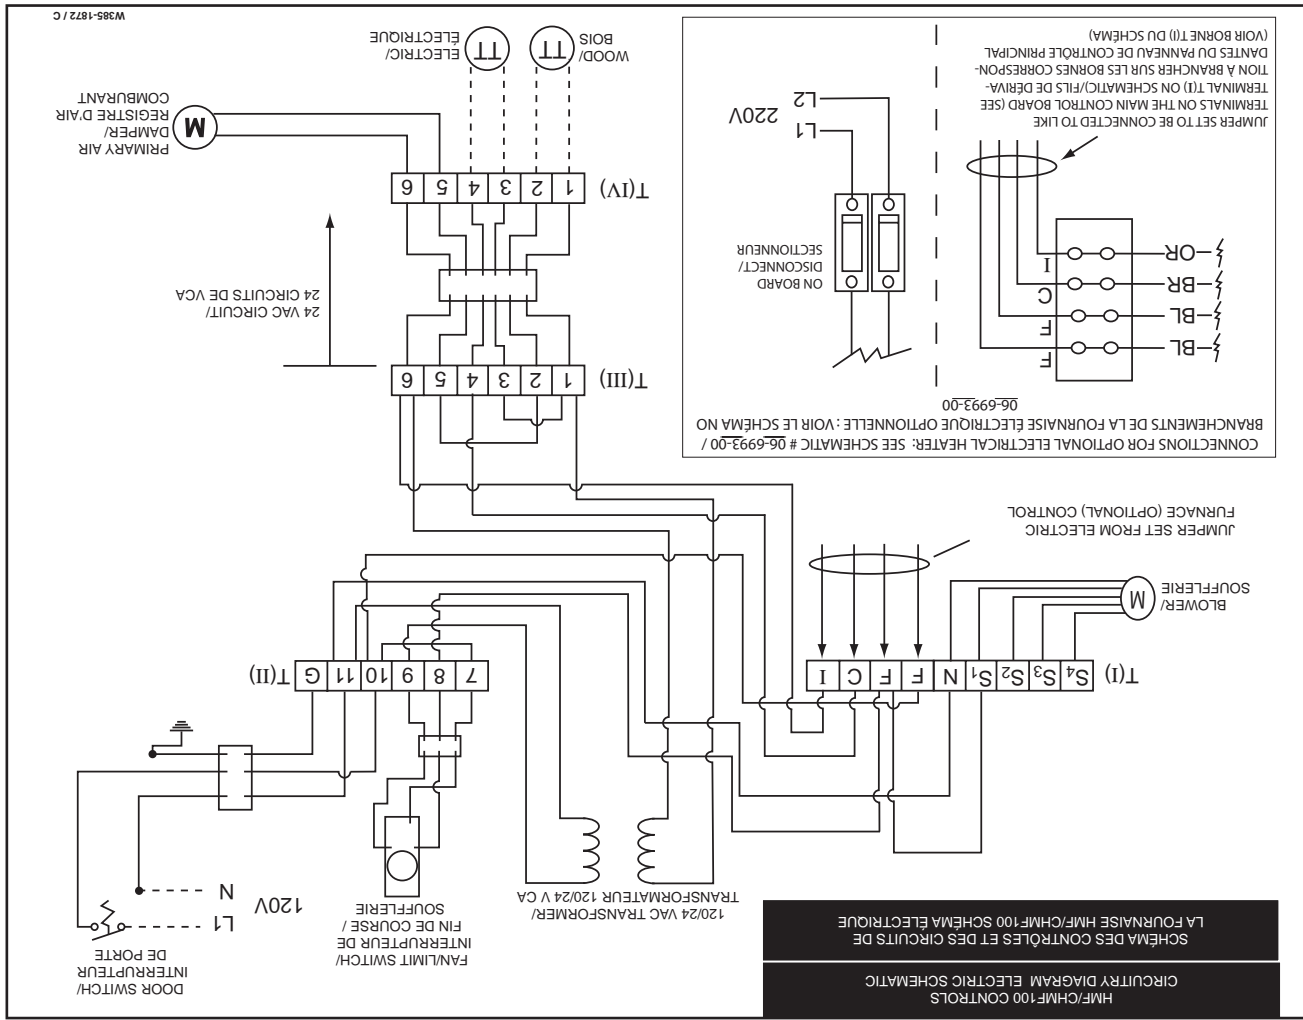 HMF/CHMF100 CONTROLS
CIRCUITRY DIAGRAM ELECTRIC SCHEMATIC
SCHÉMA DES CONTRÔLES ET DES CIRCUITS DE
LA FOURNAISE HMF/CHMF100 SCHÉMA ÉLECTRIQUE
120/24 VAC TRANSFORMER/
TRANSFORMATEUR 120/24 V CA
FAN/LIMIT SWITCH/
INTERRUPTEUR DE
FIN DE COURSE /
SOUFFLERIE
DOOR SWITCH/
INTERRUPTEUR
DE PORTE
120V
L1
N
T(I)
S4 S3 S2 S1 N F F C I
T(II)
7 8 9 10 11 G
BLOWER/
SOUFFLERIE
M
JUMPER SET FROM ELECTRIC
FURNACE (OPTIONAL) CONTROL
CONNECTIONS FOR OPTIONAL ELECTRICAL HEATER: SEE SCHEMATIC # 06-6993-00 /
BRANCHEMENTS DE LA FOURNAISE ÉLECTRIQUE OPTIONNELLE : VOIR LE SCHÉMA NO
06-6993-00
BL F
BL F
BR C
OR I
JUMPER SET TO BE CONNECTED TO LIKE
TERMINALS ON THE MAIN CONTROL BOARD (SEE
TERMINAL T(I) ON SCHEMATIC)/FILS DE DÉRIVA-
TION À BRANCHER SUR LES BORNES CORRESPON-
DANTES DU PANNEAU DE CONTRÔLE PRINCIPAL
(VOIR BORNE T(I) DU SCHÉMA)
ON BOARD
DISCONNECT/
SECTIONNEUR
220V
L1
L2
T(III)
1 2 3 4 5 6
24 VAC CIRCUIT/
24 CIRCUITS DE VCA
T(IV)
1 2 3 4 5 6
WOOD/
BOIS
TT
TT
ELECTRIC/
ÉLECTRIQUE
M
PRIMARY AIR
DAMPER/
REGISTRE D'AIR
COMBURANT
W385-1872 / C